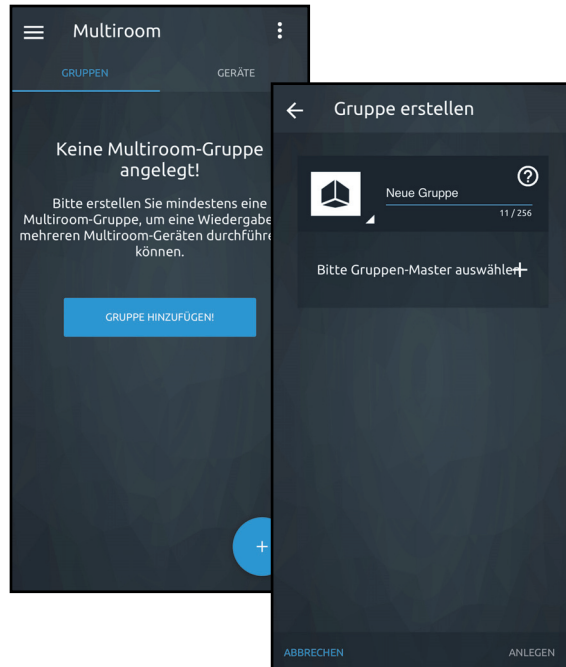 Multiroom
GRUPPEN
GERÄTE
Keine Multiroom-Gruppe
angelegt!
Bitte erstellen Sie mindestens eine
Multiroom-Gruppe, um eine Wiedergabe
mehreren Multiroom-Geräten durchführe
können.
GRUPPE HINZUFÜGEN!
+
Gruppe erstellen
Neue Gruppe
11 / 256
Bitte Gruppen-Master auswählen
ABBRECHEN
ANLEGEN